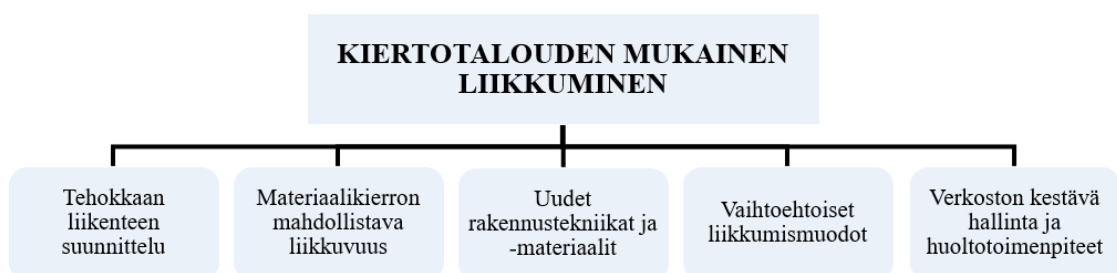 KIERTOTALOUDEN MUKAINEN
LIIKKUMINEN
Tehokkaan
liikenteen
suunnittelu
Materiaalikierron
mahdollistava
liikkuvuus
Uudet
rakennustekniikat ja
-materiaalit
Vaihtoehtoiset
liikkumismuodot
Verkoston kestävä
hallinta ja
huoltotoimenpiteet